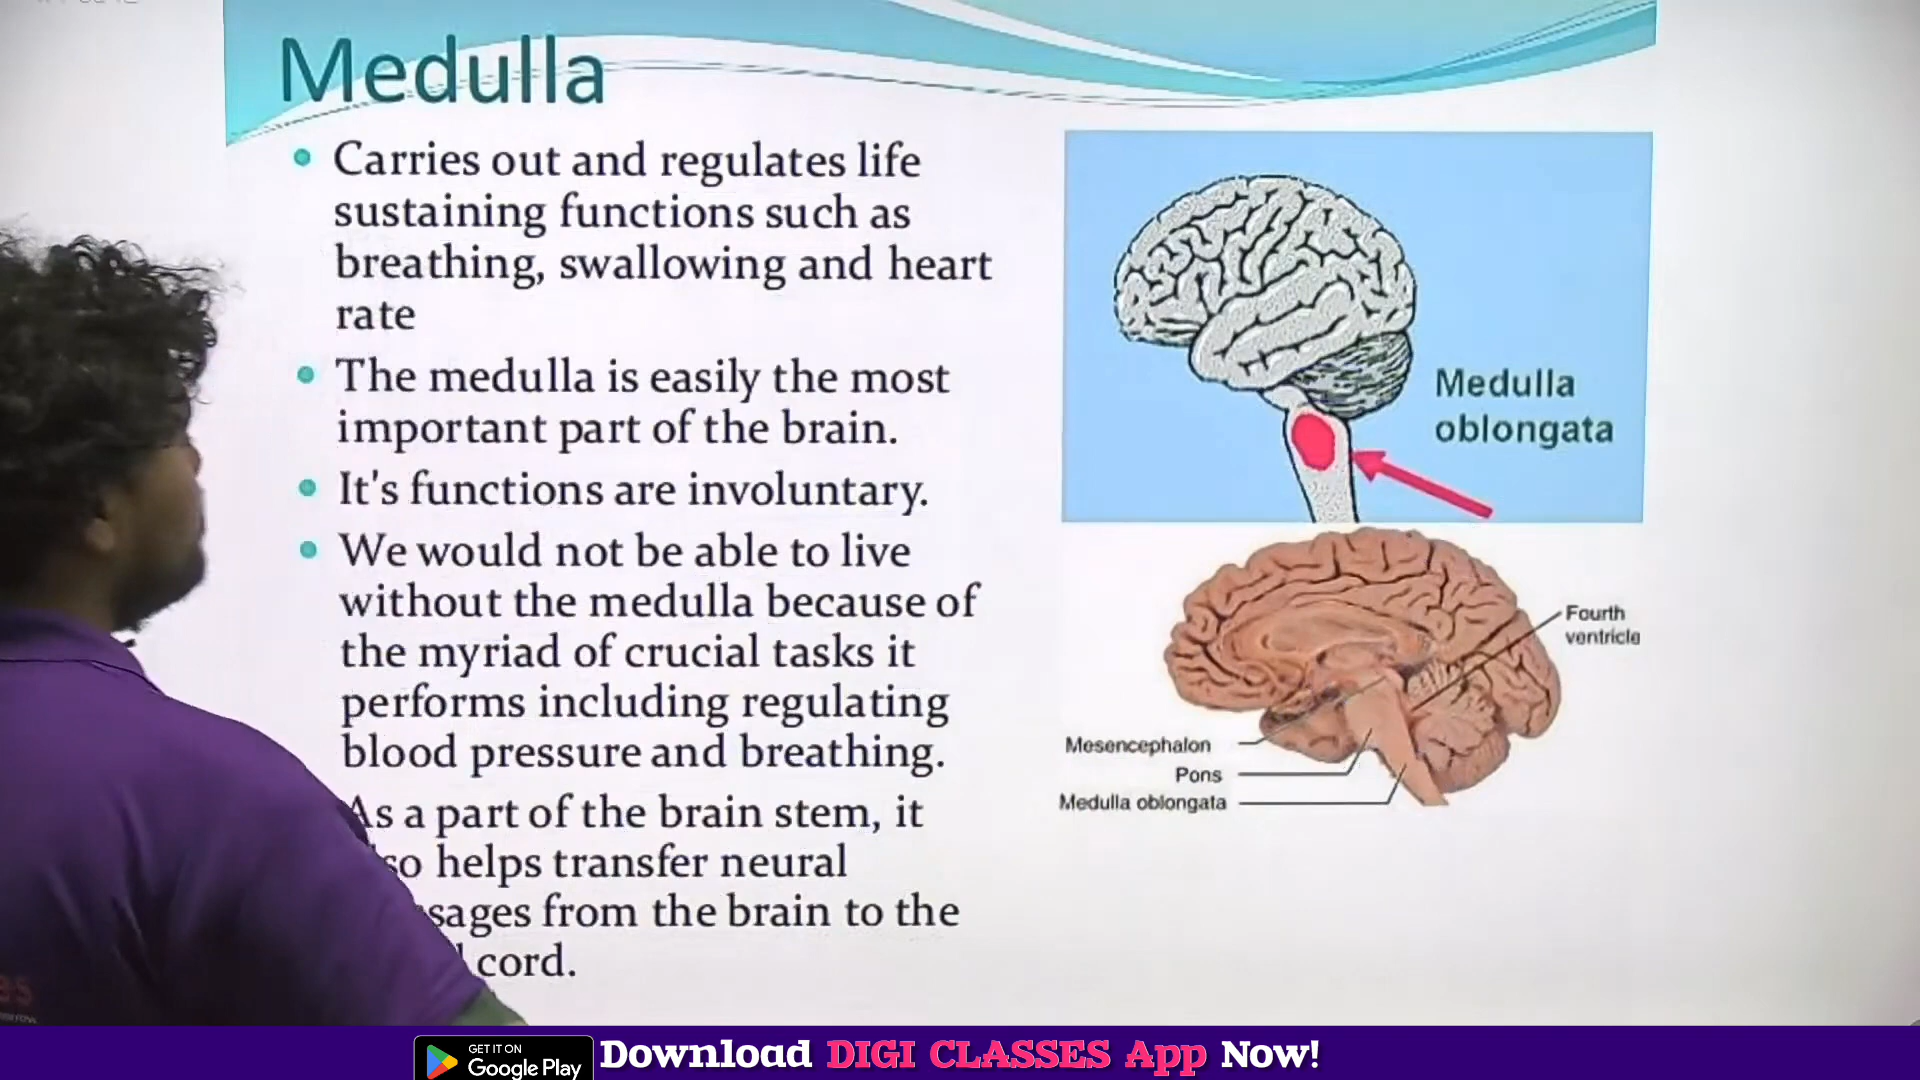 Medulla
Carries out and regulates life
sustaining functions such as
breathing, swallowing and heart
rate
The medulla is easily the most
important part of the brain.
It's functions are involuntary.
We would not be able to live
without the medulla because of
the myriad of crucial tasks it
performs including regulating
blood pressure and breathing.
As a part of the brain stem, it
so helps transfer neural
sages from the brain to the
cord.
Medulla
oblongata
Fourth
ventricle
Mesencephalon
Pons
Medulla oblongata
GET IT ON
Google Play
Download DIGI CLASSES App Now!